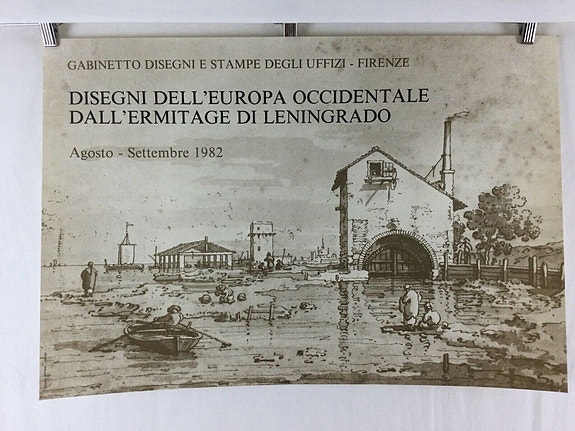 GABINETTO DISEGNI E STAMPE DEGLI UFFIZI - FIRENZE
DISEGNI DELL'EUROPA OCCIDENTALE
DALL'ERMITAGE DI LENINGRADO
Agosto - Settembre 1982